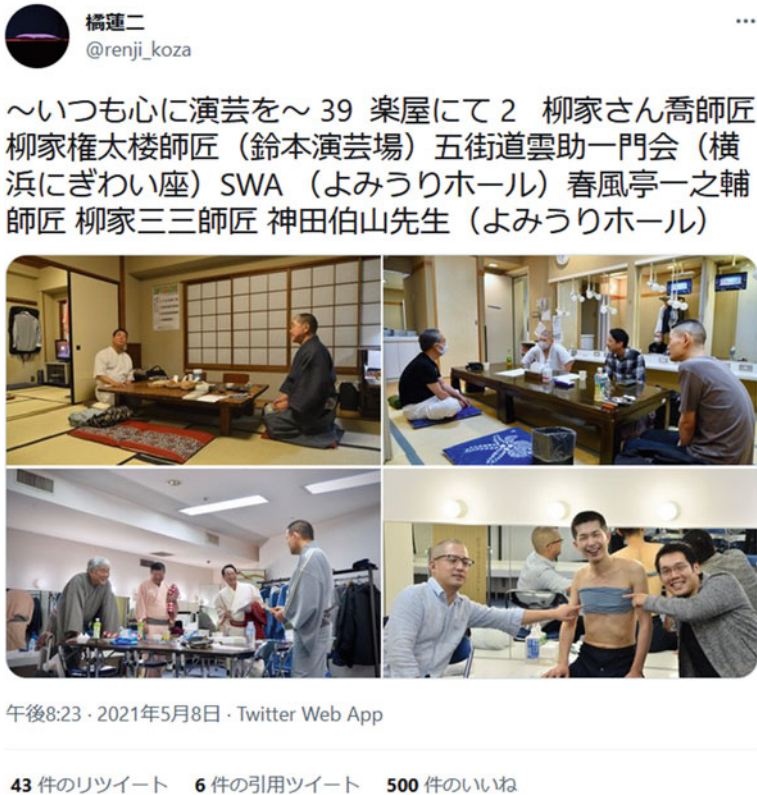 橘蓮二
@renji_koza
～いつも心に演芸を～ 39 楽屋にて 2 柳家さん喬師匠
柳家権太楼師匠（鈴本演芸場）五街道雲助一門会（横
浜にぎわい座）SWA （よみうりホール）春風亭一之輔
師匠 柳家三三師匠 神田伯山先生（よみうりホール）
午後8:23 · 2021年5月8日 · Twitter Web App
43 件のリツイート 6 件の引用ツイート 500 件のいいね